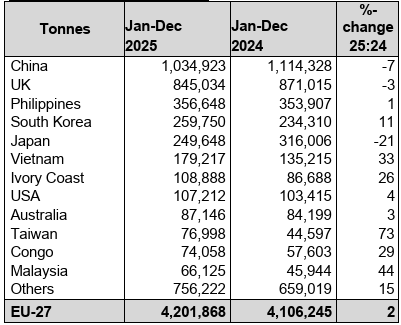 Tonnes Jan-Dec 2025 Jan-Dec 2024 %-change 25:24
China 1,034,923 1,114,328 -7
UK 845,034 871,015 -3
Philippines 356,648 353,907 1
South Korea 259,750 234,310 11
Japan 249,648 316,006 -21
Vietnam 179,217 135,215 33
Ivory Coast 108,888 86,688 26
USA 107,212 103,415 4
Australia 87,146 84,199 3
Taiwan 76,998 44,597 73
Congo 74,058 57,603 29
Malaysia 66,125 45,944 44
Others 756,222 659,019 15
EU-27 4,201,868 4,106,245 2